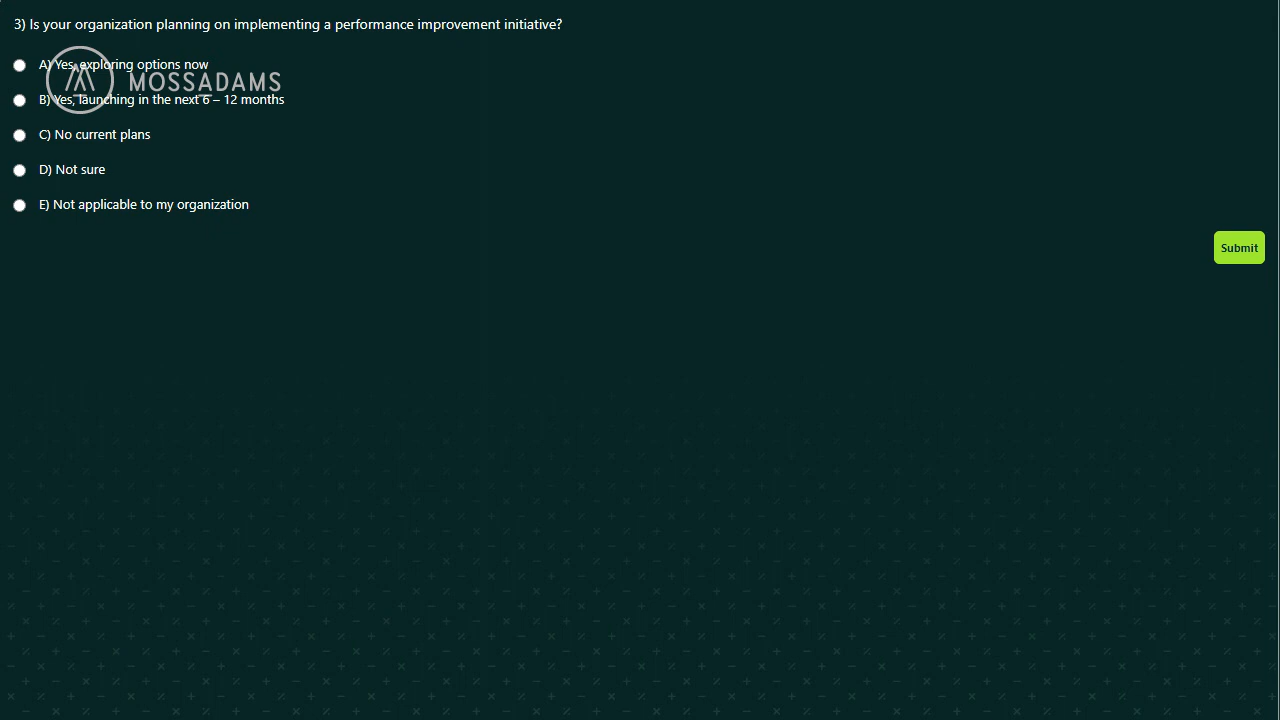 3) Is your organization planning on implementing a performance improvement initiative?
A) Yes, exploring options now
MOSSADAMS
B) Yes, launching in the next 6 – 12 months
C) No current plans
D) Not sure
E) Not applicable to my organization
Submit